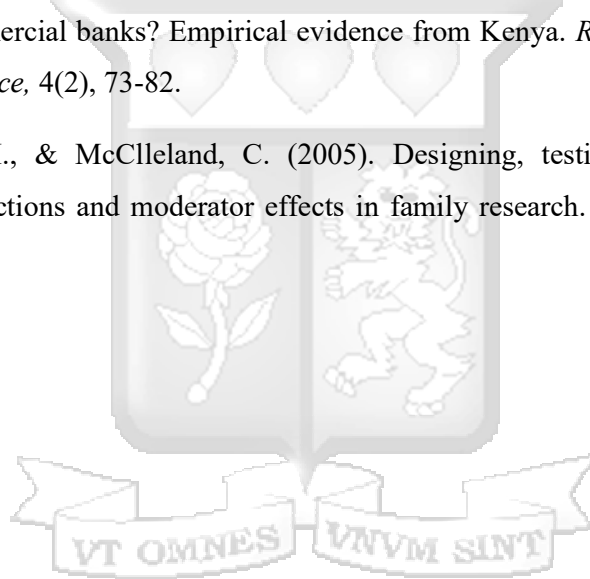 ercial banks? Empirical evidence from Kenya. R
ce, 4(2), 73-82.
I., & McClleland, C. (2005). Designing, testi
ctions and moderator effects in family research.
VT OMNES VNVM SINT